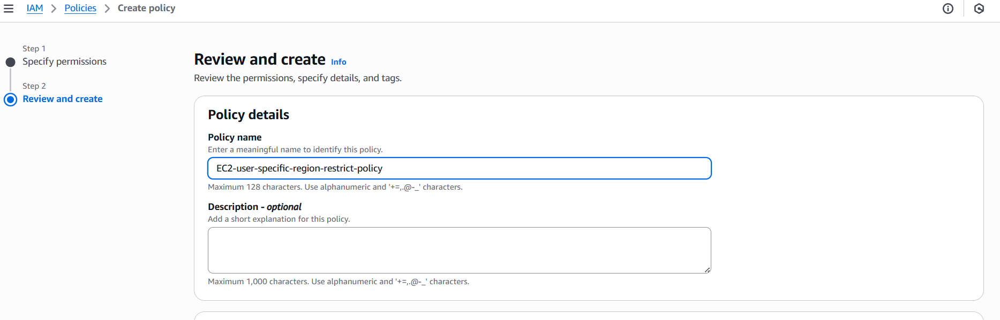 IAM > Policies > Create policy
Step 1
Specify permissions
Step 2
Review and create
Review and create Info
Review the permissions, specify details, and tags.
Policy details
Policy name
Enter a meaningful name to identify this policy.
EC2-user-specific-region-restrict-policy
Maximum 128 characters. Use alphanumeric and '+=,.@-_' characters.
Description - optional
Add a short explanation for this policy.
Maximum 1,000 characters. Use alphanumeric and '+=,.@-_' characters.